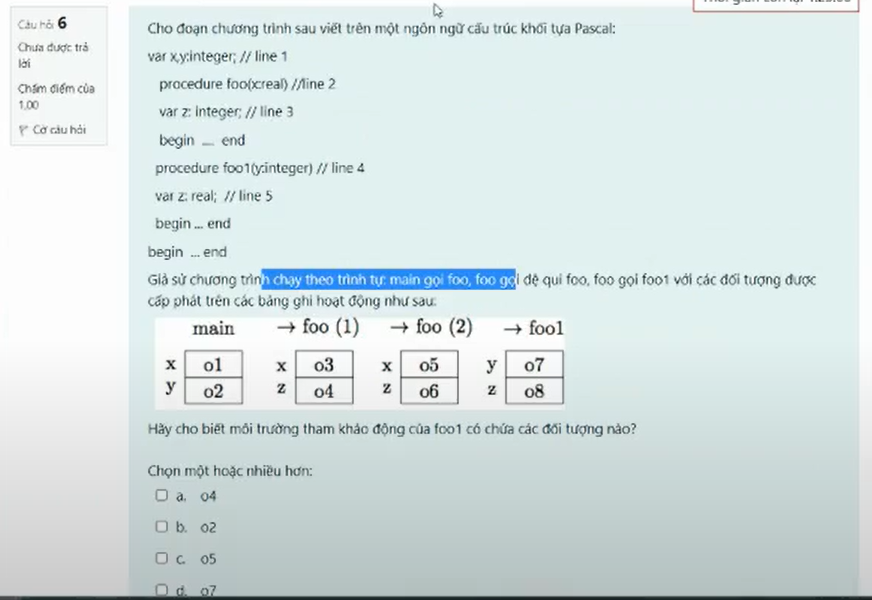 Câu hỏi 6
Chưa được trả
lời
Chấm điểm của
1,00
Cờ câu hỏi
Cho đoạn chương trình sau viết trên một ngôn ngữ cấu trúc khối tựa Pascal:
var x,y:integer; // line 1
procedure foo(x:real) //line 2
var z: integer; // line 3
begin ... end
procedure foo1(y:integer) // line 4
var z: real; // line 5
begin ... end
begin ... end
Giả sử chương trình chạy theo trình tự: main gọi foo, foo gọi đệ qui foo, foo gọi foo1 với các đối tượng được
cấp phát trên các bảng ghi hoạt động như sau:
main → foo (1) → foo (2) → foo1
x o1 x o3 x o5 y o7
y o2 z o4 z o6 z o8
Hãy cho biết môi trường tham khảo động của foo1 có chứa các đối tượng nào?
Chọn một hoặc nhiều hơn:
a. o4
b. o2
c. o5
d. o7